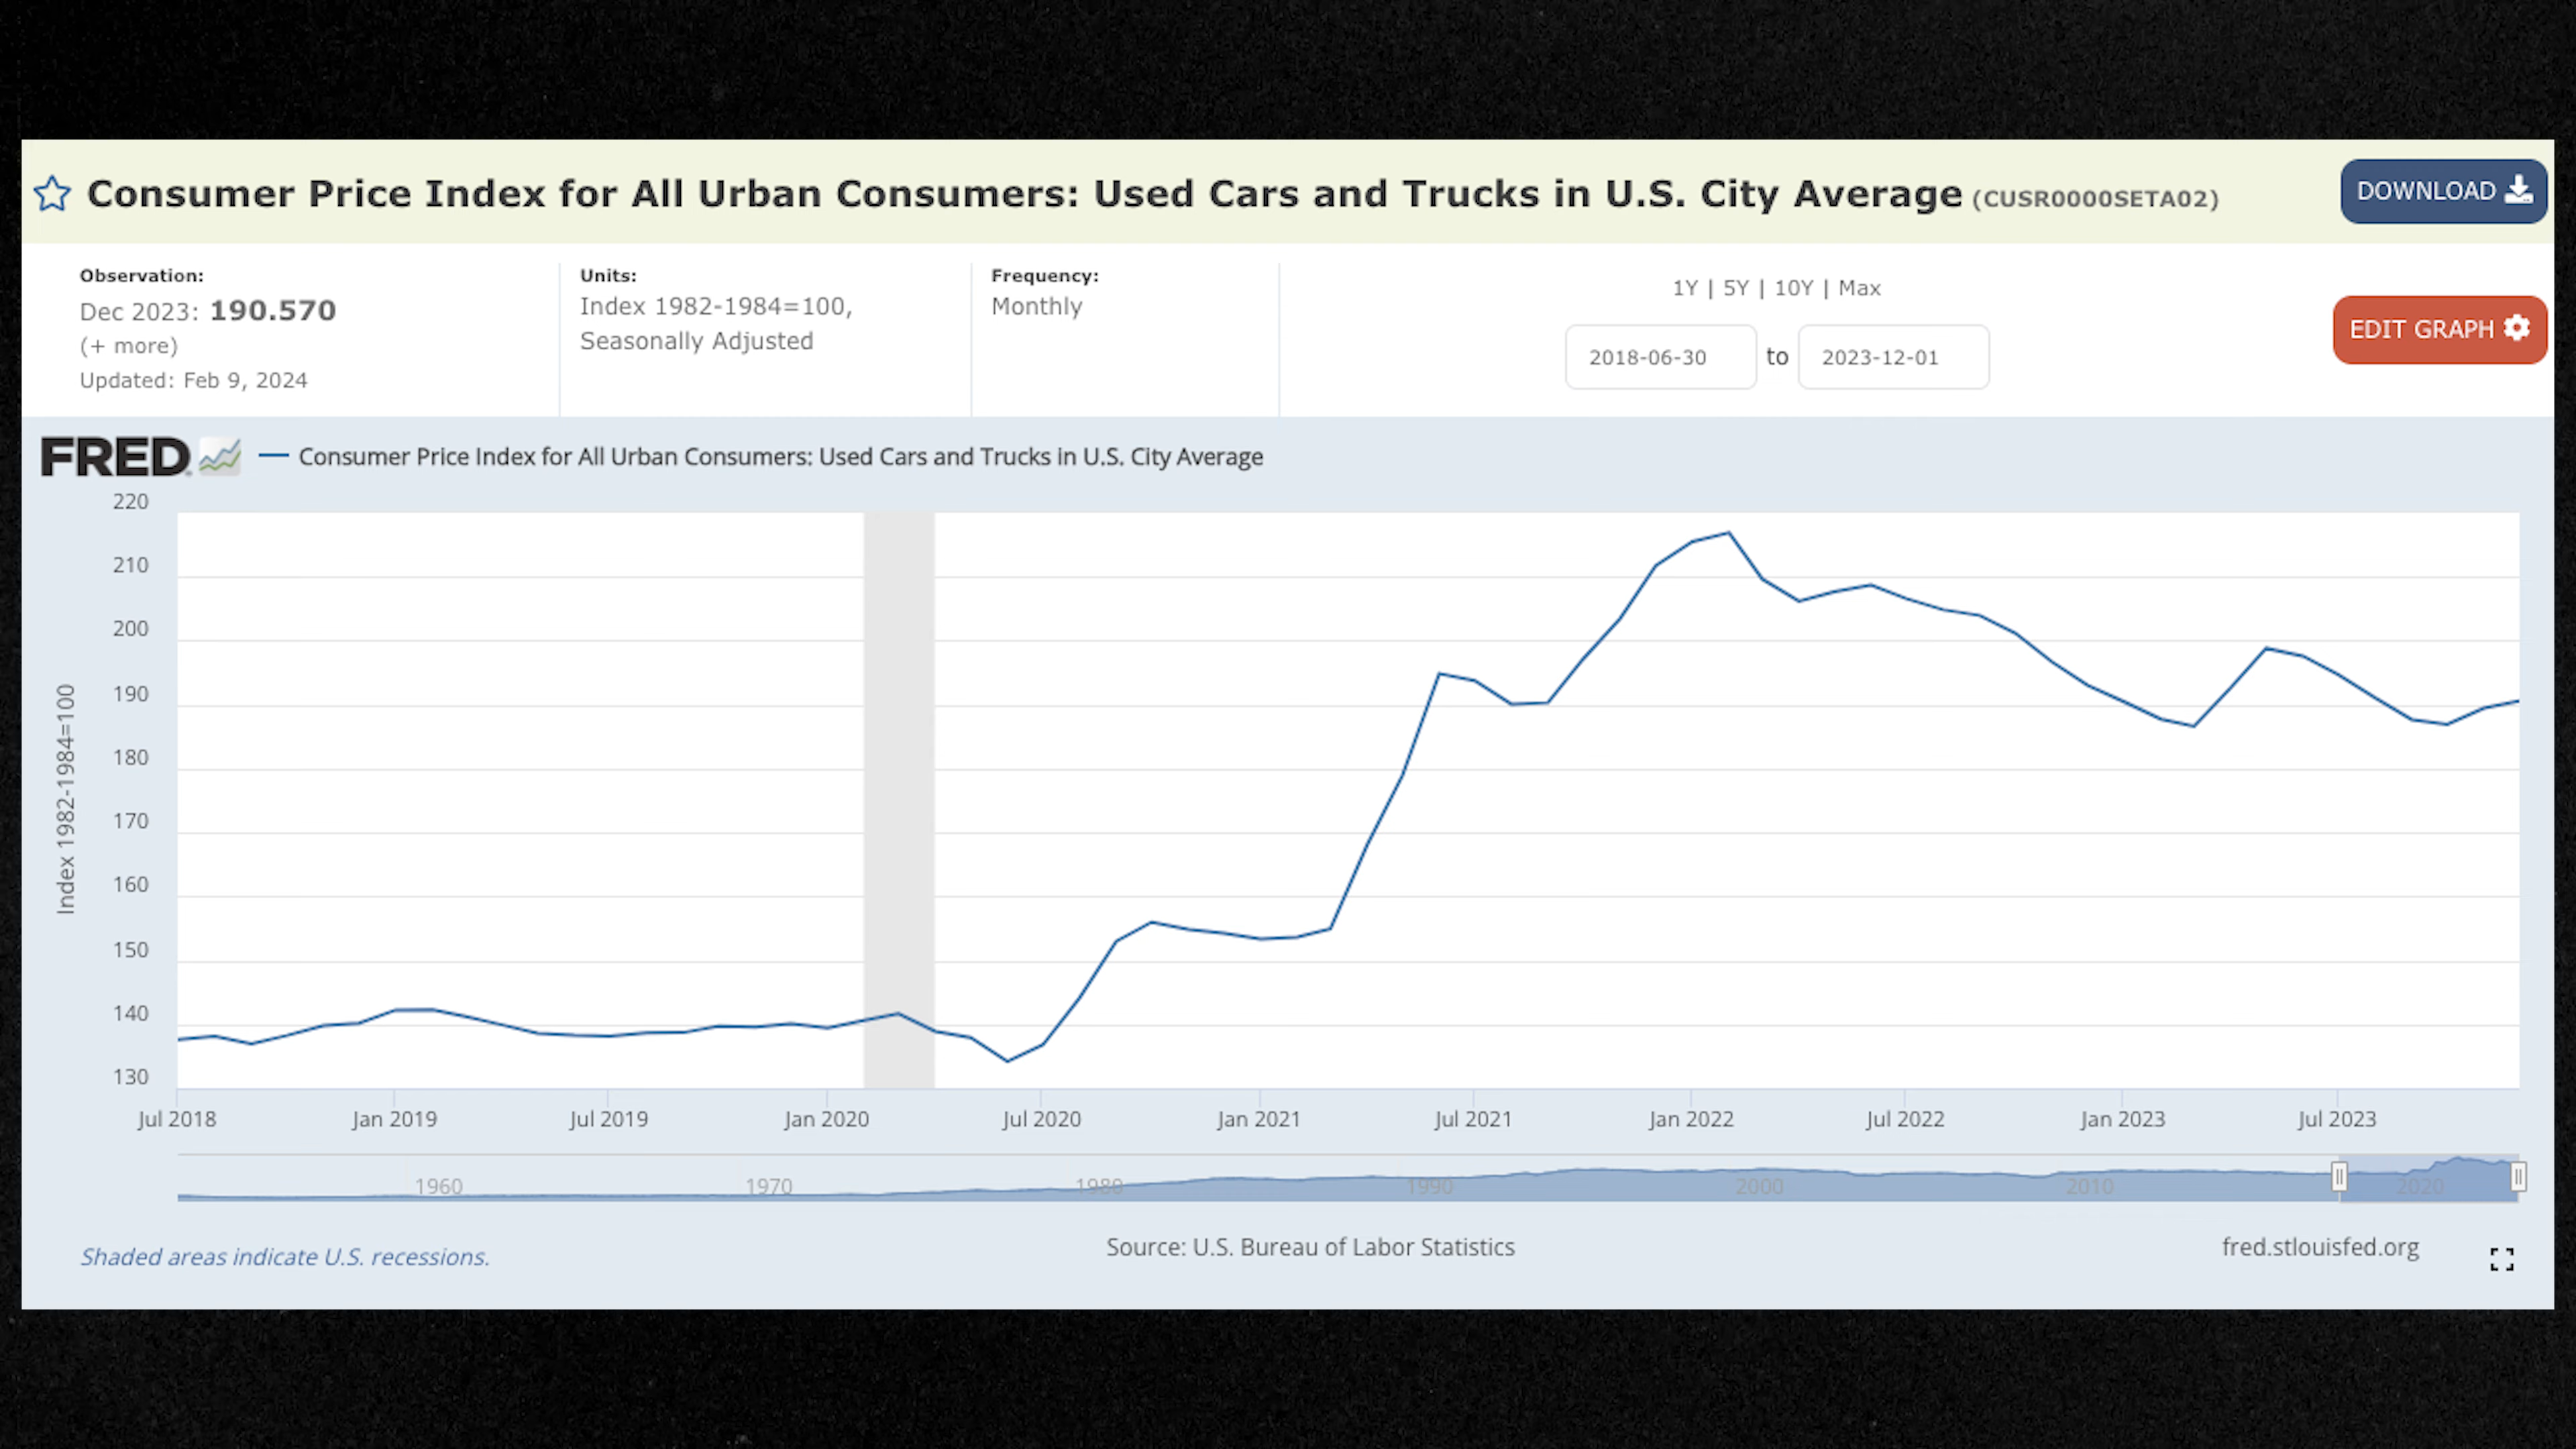 Consumer Price Index for All Urban Consumers: Used Cars and Trucks in U.S. City Average (CUSR0000SETA02)
DOWNLOAD
Observation:
Dec 2023: 190.570
(+ more)
Updated: Feb 9, 2024
Units:
Index 1982-1984=100,
Seasonally Adjusted
Frequency:
Monthly
1Y | 5Y | 10Y | Max
2018-06-30 to 2023-12-01
EDIT GRAPH
FRED
Consumer Price Index for All Urban Consumers: Used Cars and Trucks in U.S. City Average
220
210
200
190
180
170
160
150
140
130
Index 1982-1984=100
Jul 2018 Jan 2019 Jul 2019 Jan 2020 Jul 2020 Jan 2021 Jul 2021 Jan 2022 Jul 2022 Jan 2023 Jul 2023
1960 1970 1980 1990 2000 2010 2020
Shaded areas indicate U.S. recessions.
Source: U.S. Bureau of Labor Statistics
fred.stlouisfed.org